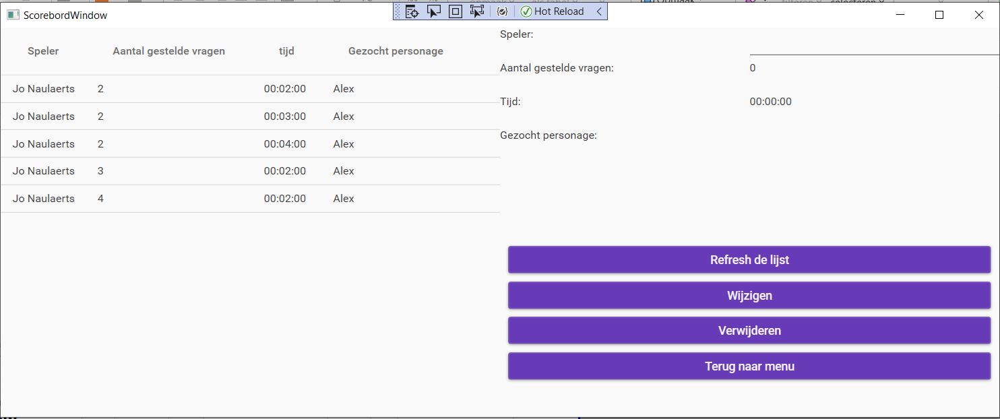 ScorebordWindow
Hot Reload
Speler Aantal gestelde vragen tijd Gezocht personage
Jo Naulaerts 2 00:02:00 Alex
Jo Naulaerts 2 00:03:00 Alex
Jo Naulaerts 2 00:04:00 Alex
Jo Naulaerts 3 00:02:00 Alex
Jo Naulaerts 4 00:02:00 Alex
Speler:
Aantal gestelde vragen: 0
Tijd: 00:00:00
Gezocht personage:
Refresh de lijst
Wijzigen
Verwijderen
Terug naar menu